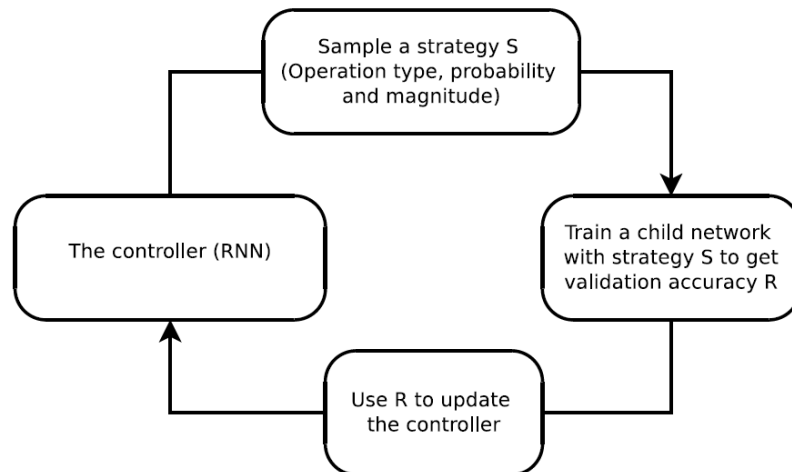 Sample a strategy S
(Operation type, probability
and magnitude)
The controller (RNN)
Train a child network
with strategy S to get
validation accuracy R
Use R to update
the controller